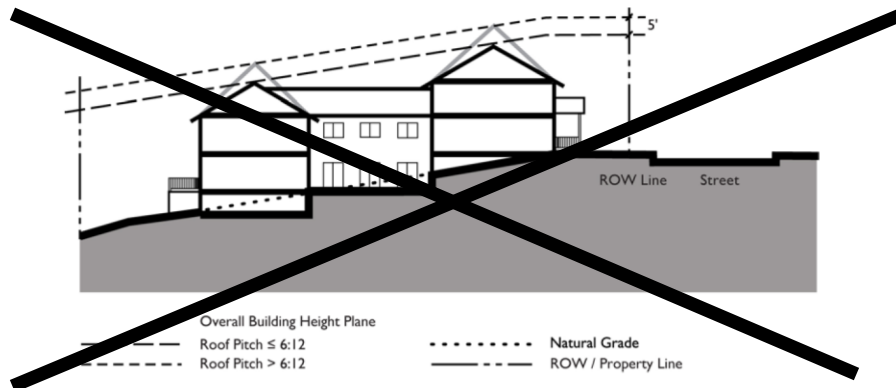 5'
ROW Line Street
Overall Building Height Plane
Roof Pitch ≤ 6:12
Roof Pitch > 6:12
Natural Grade
ROW / Property Line